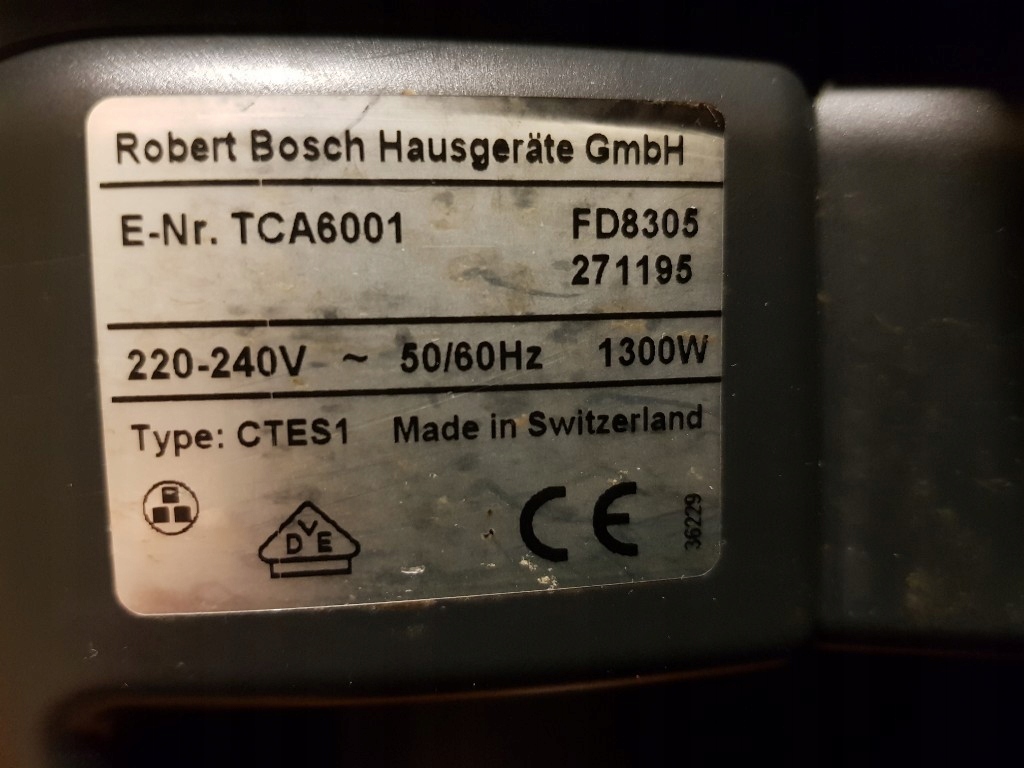 Robert Bosch Hausgeräte GmbH
E-Nr. TCA6001 FD8305
271195
220-240V ~ 50/60Hz 1300W
Type: CTES1 Made in Switzerland
DVE
CE
36229